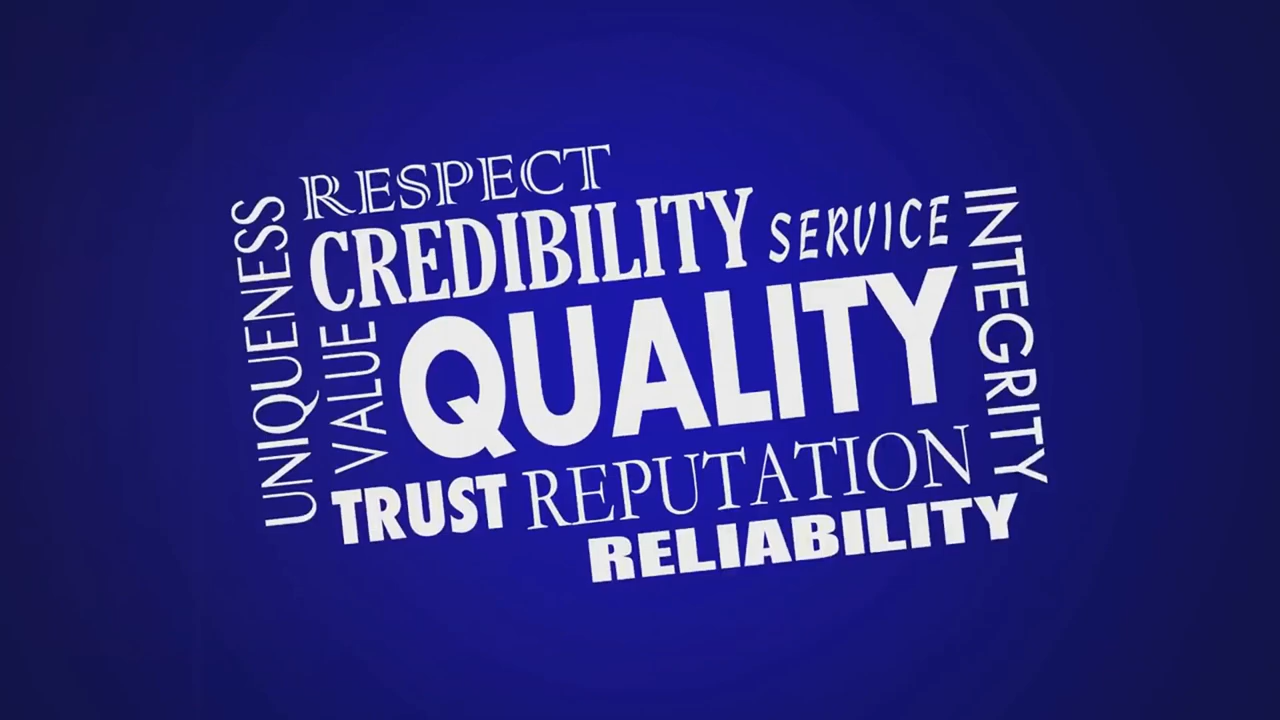 RESPECT
UNIQUENESS
CREDIBILITY
SERVICE
INTEGRITY
VALUE
QUALITY
TRUST
REPUTATION
RELIABILITY